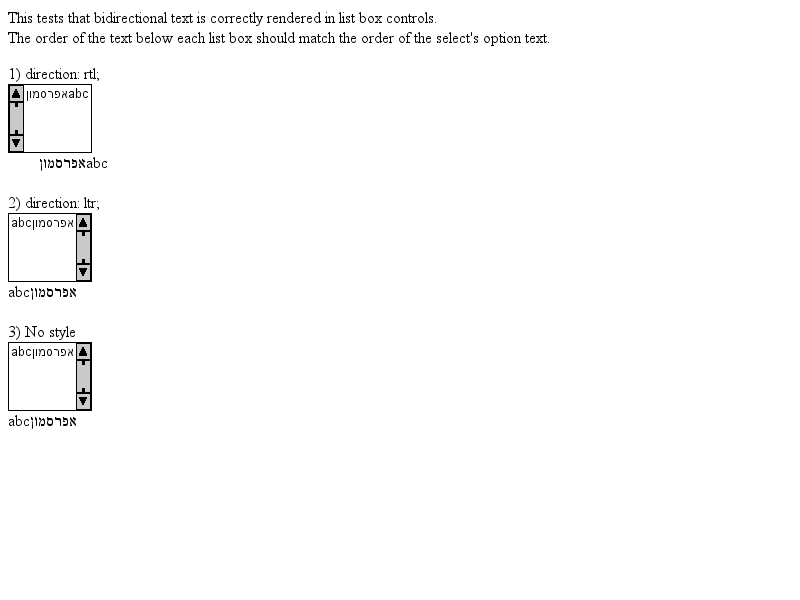 This tests that bidirectional text is correctly rendered in list box controls.
The order of the text below each list box should match the order of the select's option text.
1) direction: rtl;
אפרסמוןabc
אפרסמוןabc
2) direction: ltr;
abcאפרסמון
abcאפרסמון
3) No style
abcאפרסמון
abcאפרסמון